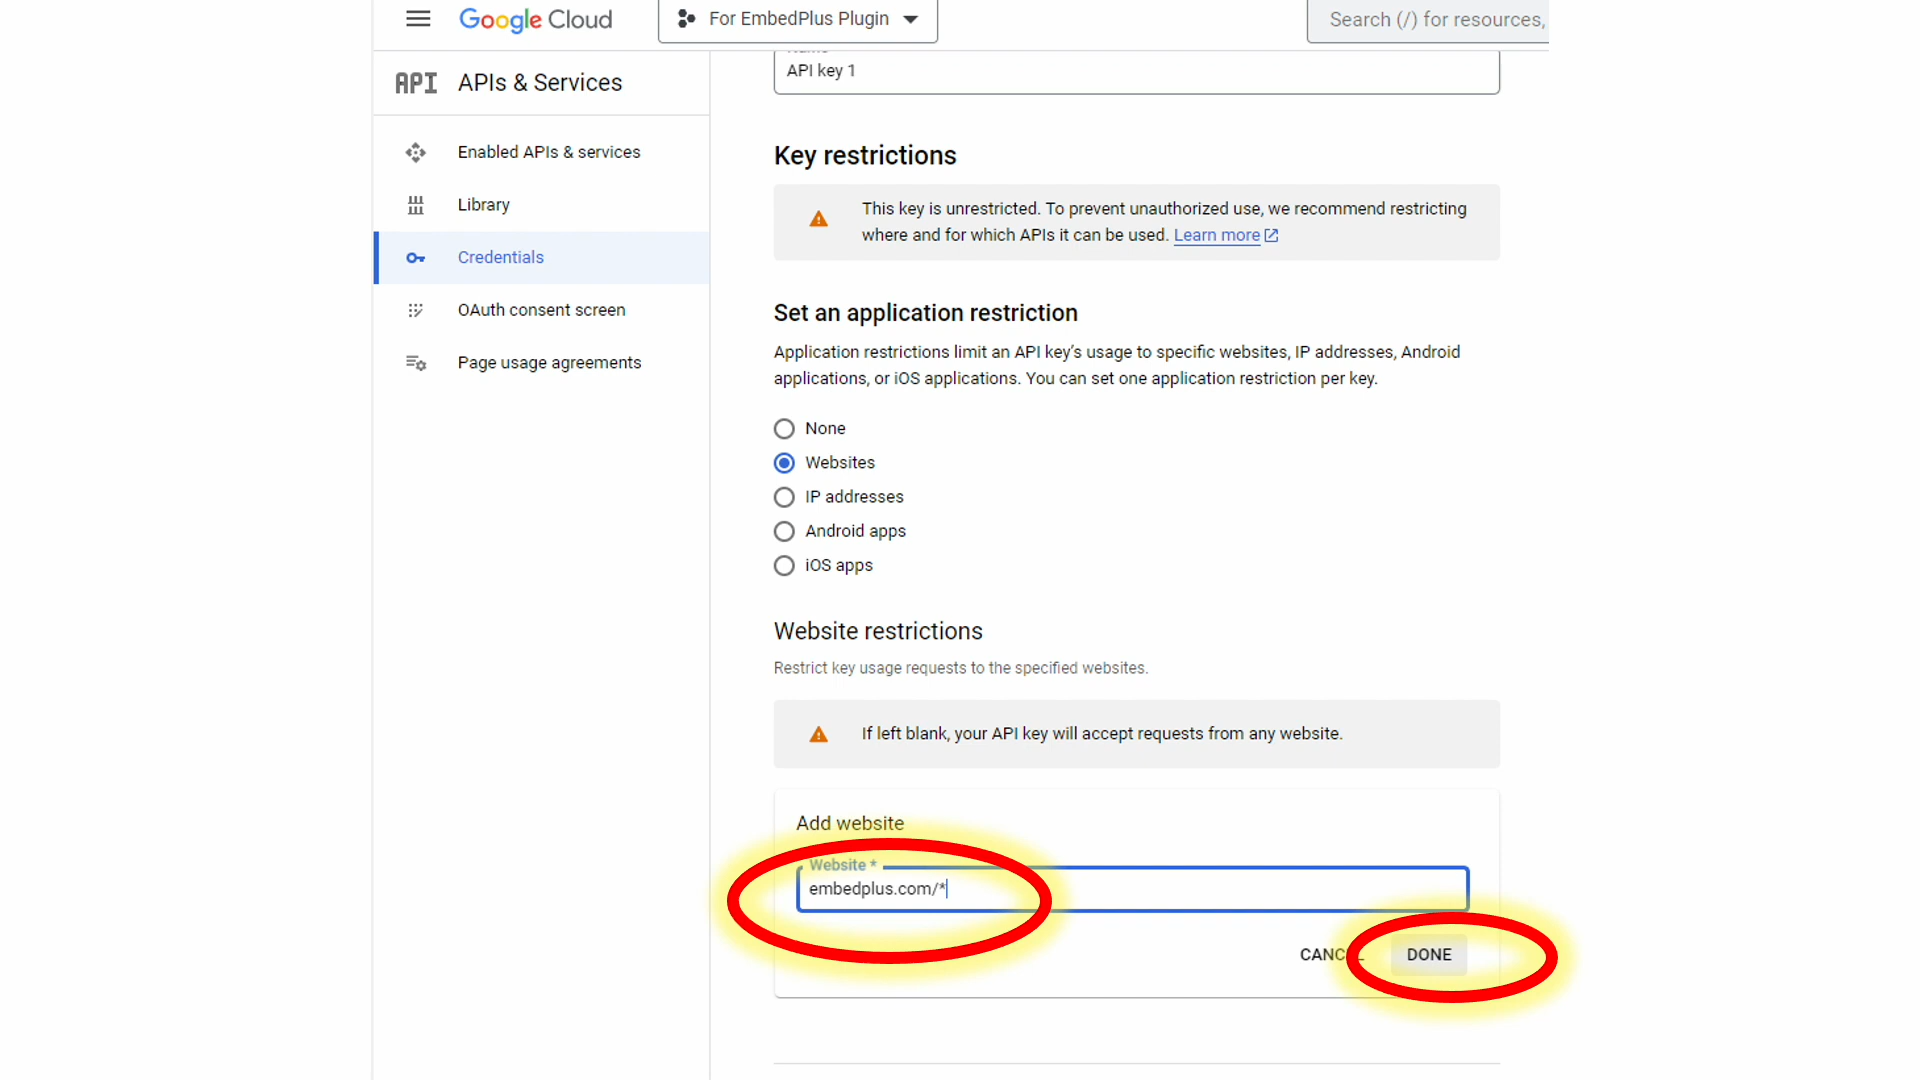 Google Cloud
For EmbedPlus Plugin
Search (/) for resources,
API APIs & Services
Enabled APIs & services
Library
Credentials
OAuth consent screen
Page usage agreements
Name
API key 1
Key restrictions
This key is unrestricted. To prevent unauthorized use, we recommend restricting
where and for which APIs it can be used. Learn more
Set an application restriction
Application restrictions limit an API key’s usage to specific websites, IP addresses, Android
applications, or iOS applications. You can set one application restriction per key.
None
Websites
IP addresses
Android apps
iOS apps
Website restrictions
Restrict key usage requests to the specified websites.
If left blank, your API key will accept requests from any website.
Add website
Website *
embedplus.com/*
CANCEL
DONE